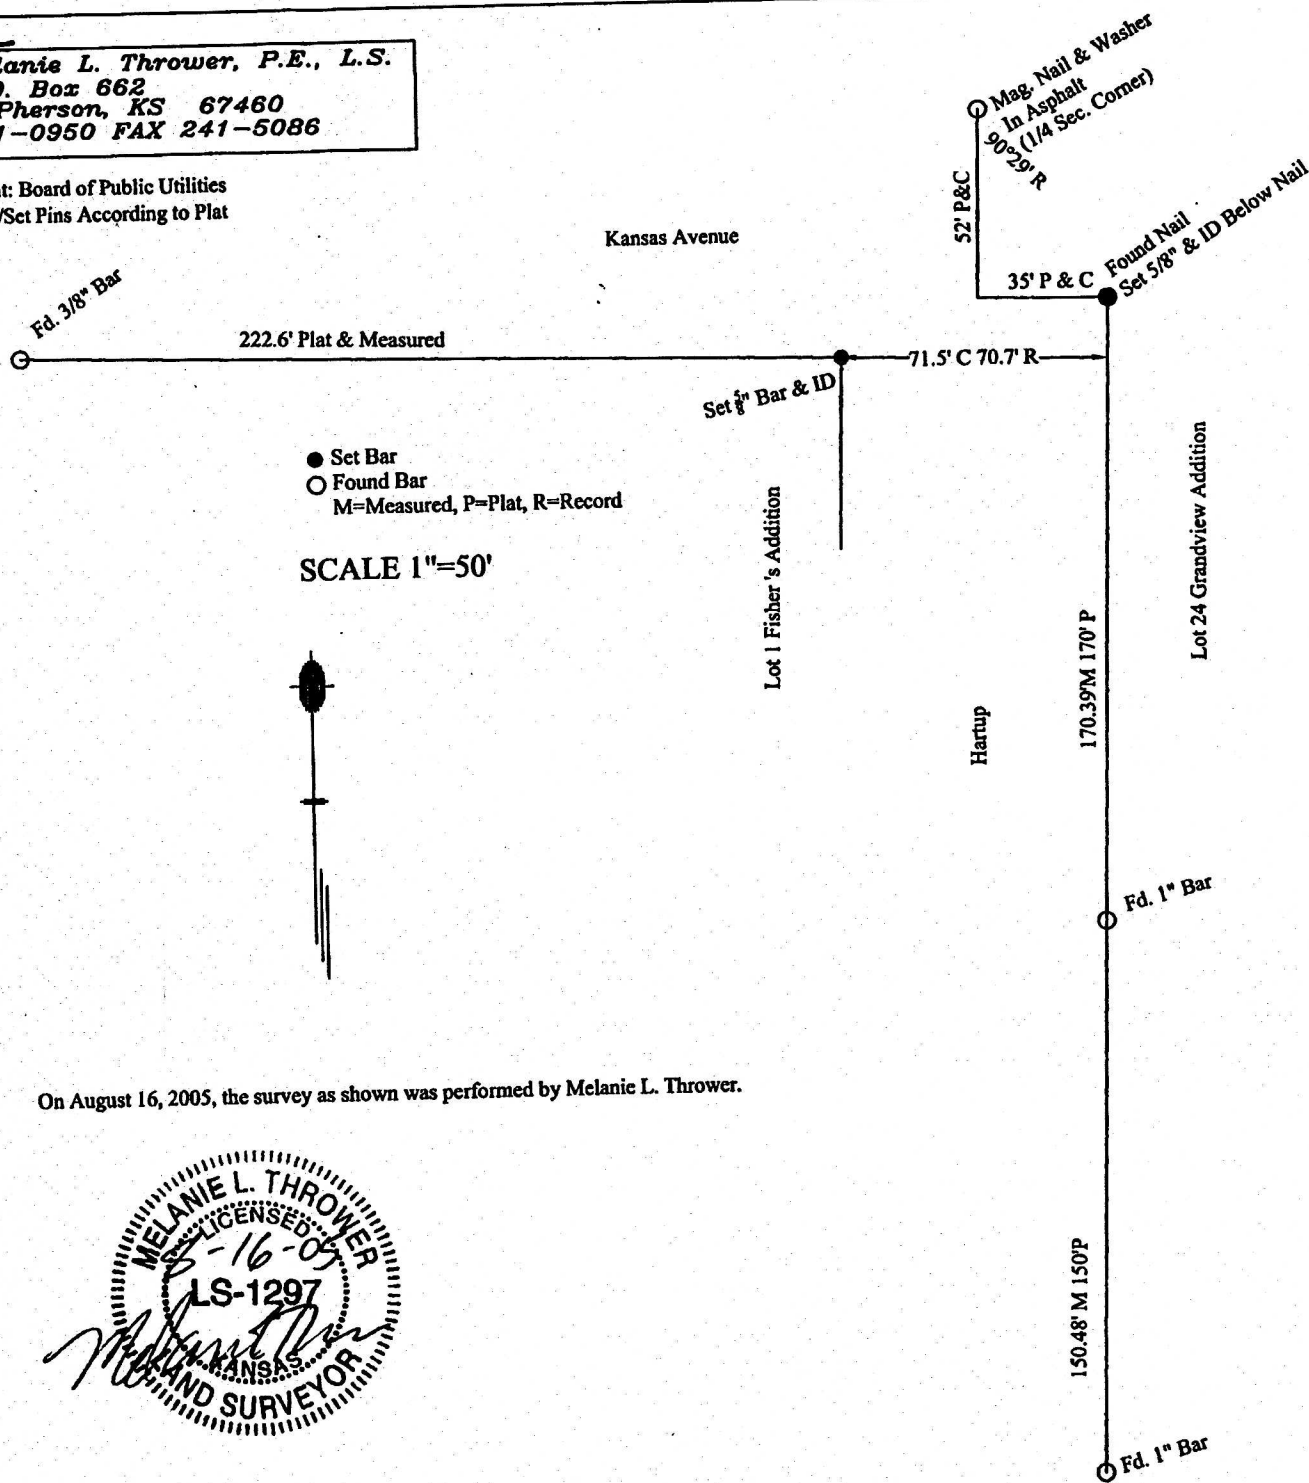 anie L. Thrower, P.E., L.S.
. Box 662
Pherson, KS 67460
1-0950 FAX 241-5086
t: Board of Public Utilities
/Set Pins According to Plat
Mag. Nail & Washer
In Asphalt
(1/4 Sec. Corner)
90°29' R
52' P&C
35' P & C
Found Nail
Set 5/8" & ID Below Nail
Kansas Avenue
Fd. 3/8" Bar
222.6' Plat & Measured
71.5' C 70.7' R
Set 5/8" Bar & ID
Set Bar
Found Bar
M=Measured, P=Plat, R=Record
SCALE 1"=50'
Lot 1 Fisher's Addition
Hartup
170.39'M 170' P
Lot 24 Grandview Addition
Fd. 1" Bar
On August 16, 2005, the survey as shown was performed by Melanie L. Thrower.
MELANIE L. THROWER
LICENSED
8-16-05
LS-1297
KANSAS
LAND SURVEYOR
150.48' M 150'P
Fd. 1" Bar